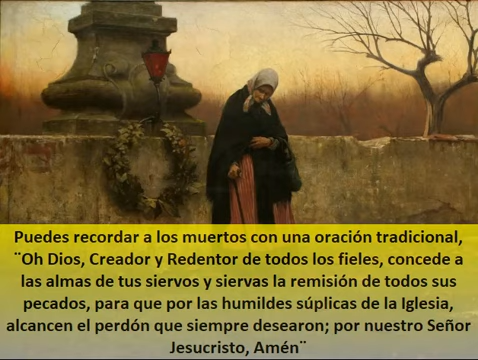 Puedes recordar a los muertos con una oración tradicional,
¨Oh Dios, Creador y Redentor de todos los fieles, concede a
las almas de tus siervos y siervas la remisión de todos sus
pecados, para que por las humildes súplicas de la Iglesia,
alcancen el perdón que siempre desearon; por nuestro Señor
Jesucristo, Amén¨